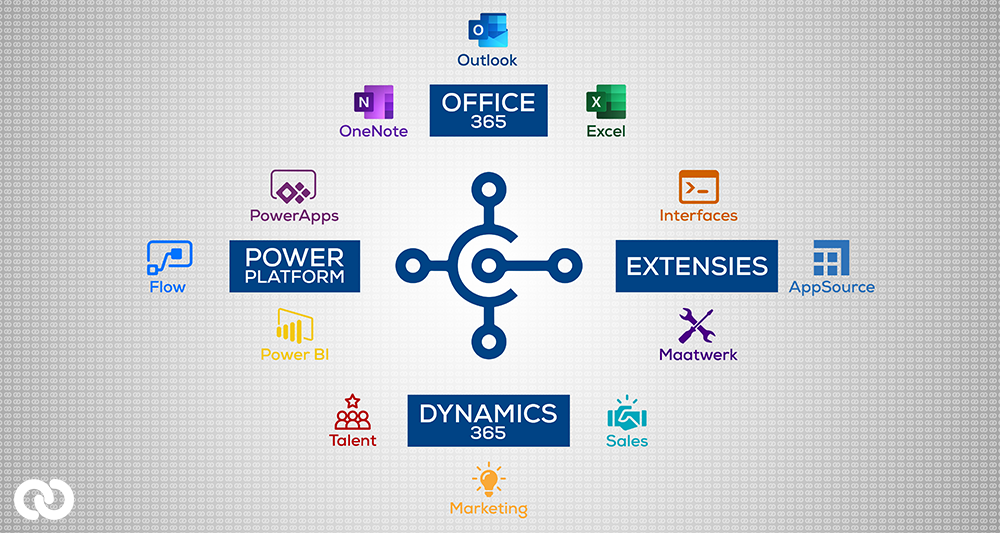 Outlook
OneNote
OFFICE
365
Excel
PowerApps
Interfaces
Flow
POWER
PLATFORM
EXTENSIES
AppSource
Power BI
Maatwerk
Talent
DYNAMICS
365
Sales
Marketing